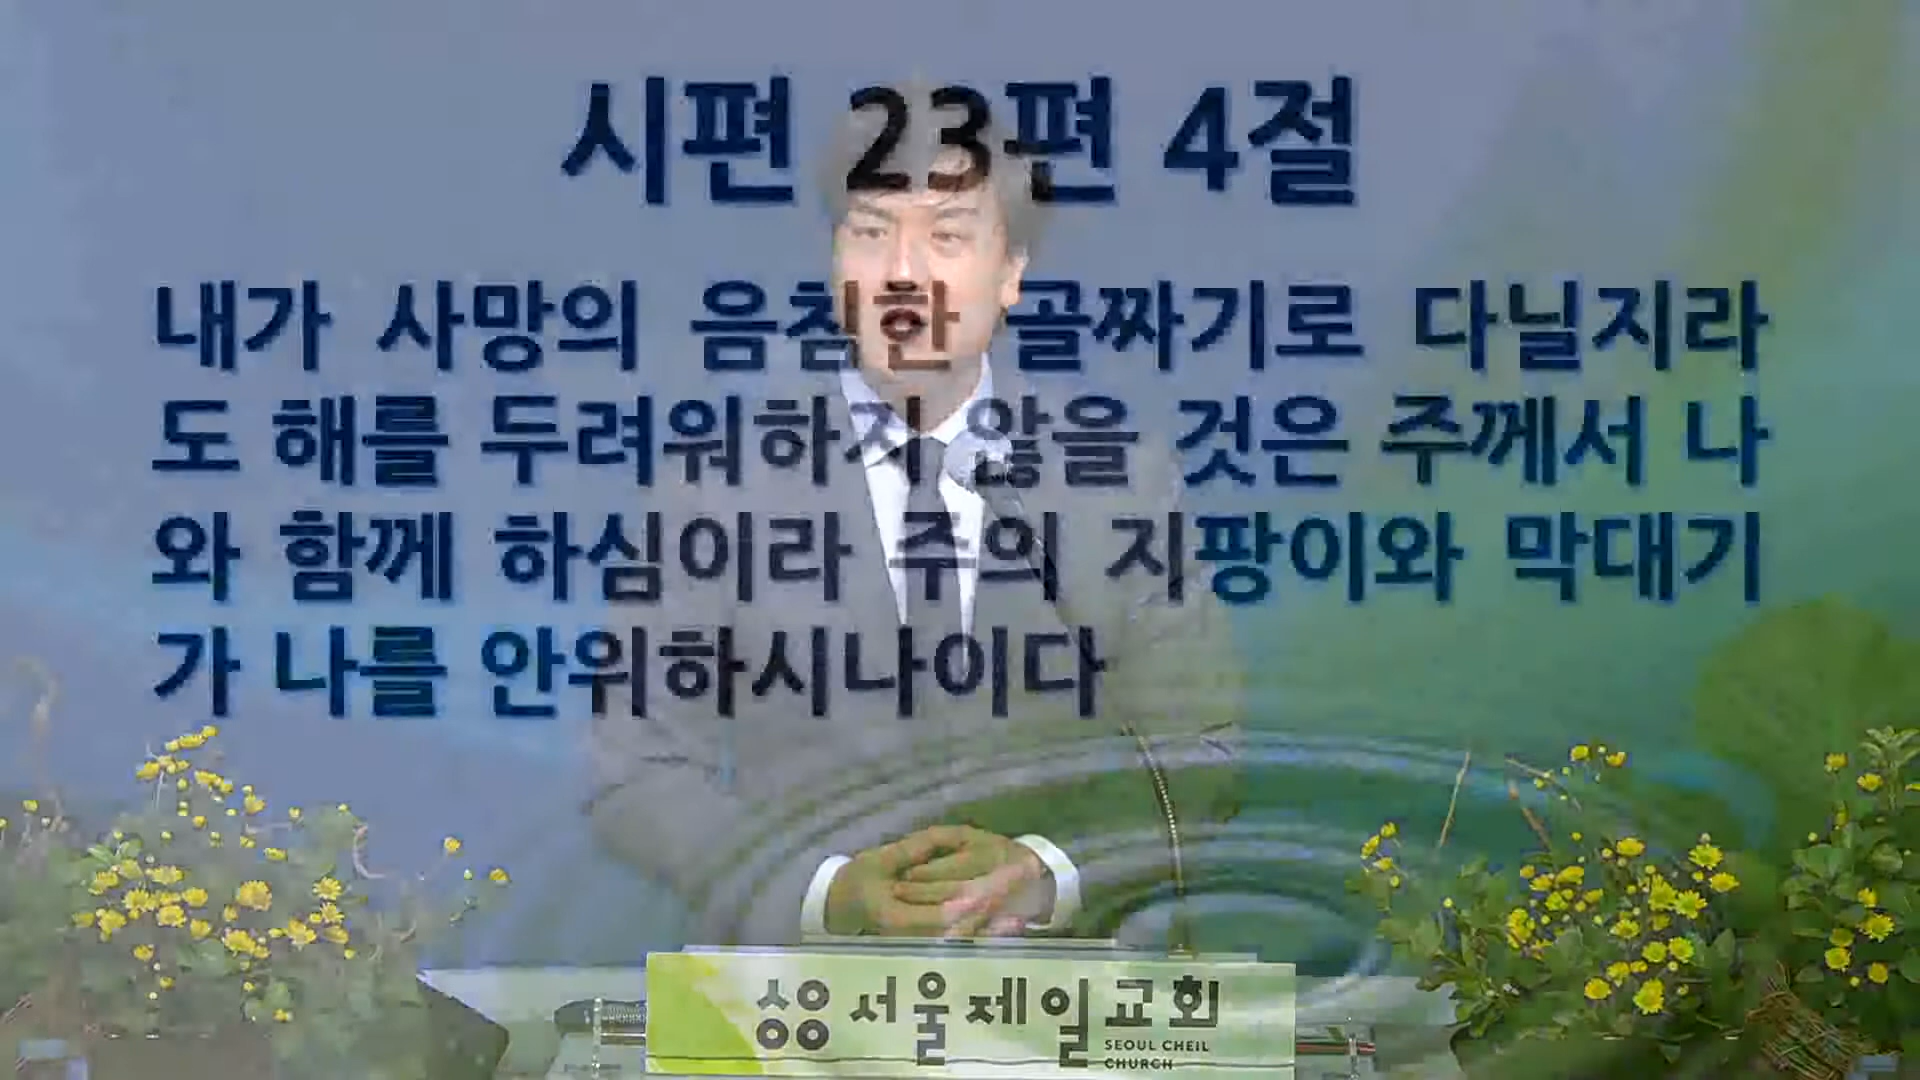 시편 23편 4절
내가 사망의 음침한 골짜기로 다닐지라
도 해를 두려워하지 않을 것은 주께서 나
와 함께 하심이라 주의 지팡이와 막대기
가 나를 안위하시나이다
서울제일교회
SEOUL CHEIL
CHURCH